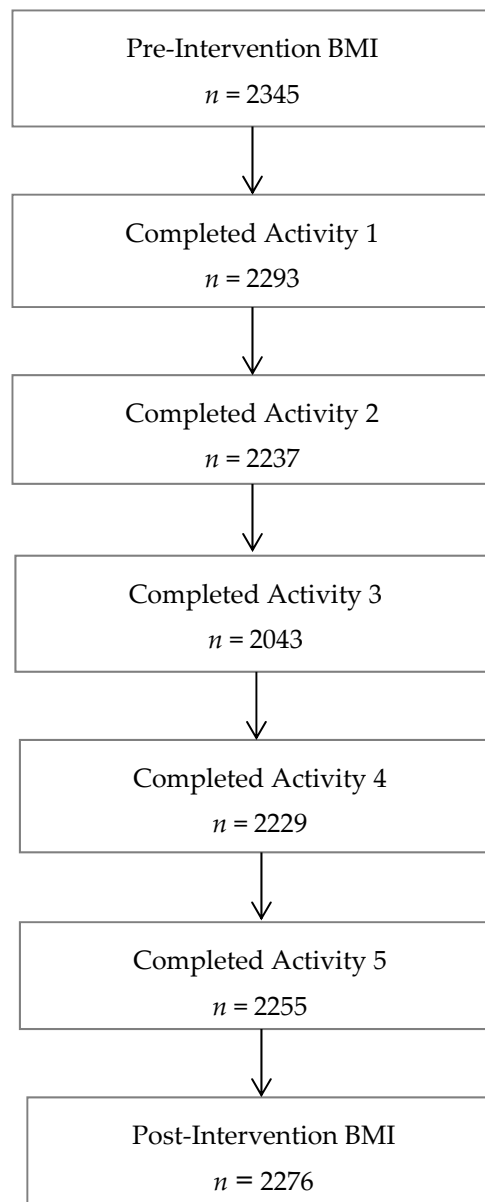 Pre-Intervention BMI
n = 2345
Completed Activity 1
n = 2293
Completed Activity 2
n = 2237
Completed Activity 3
n = 2043
Completed Activity 4
n = 2229
Completed Activity 5
n = 2255
Post-Intervention BMI
n = 2276